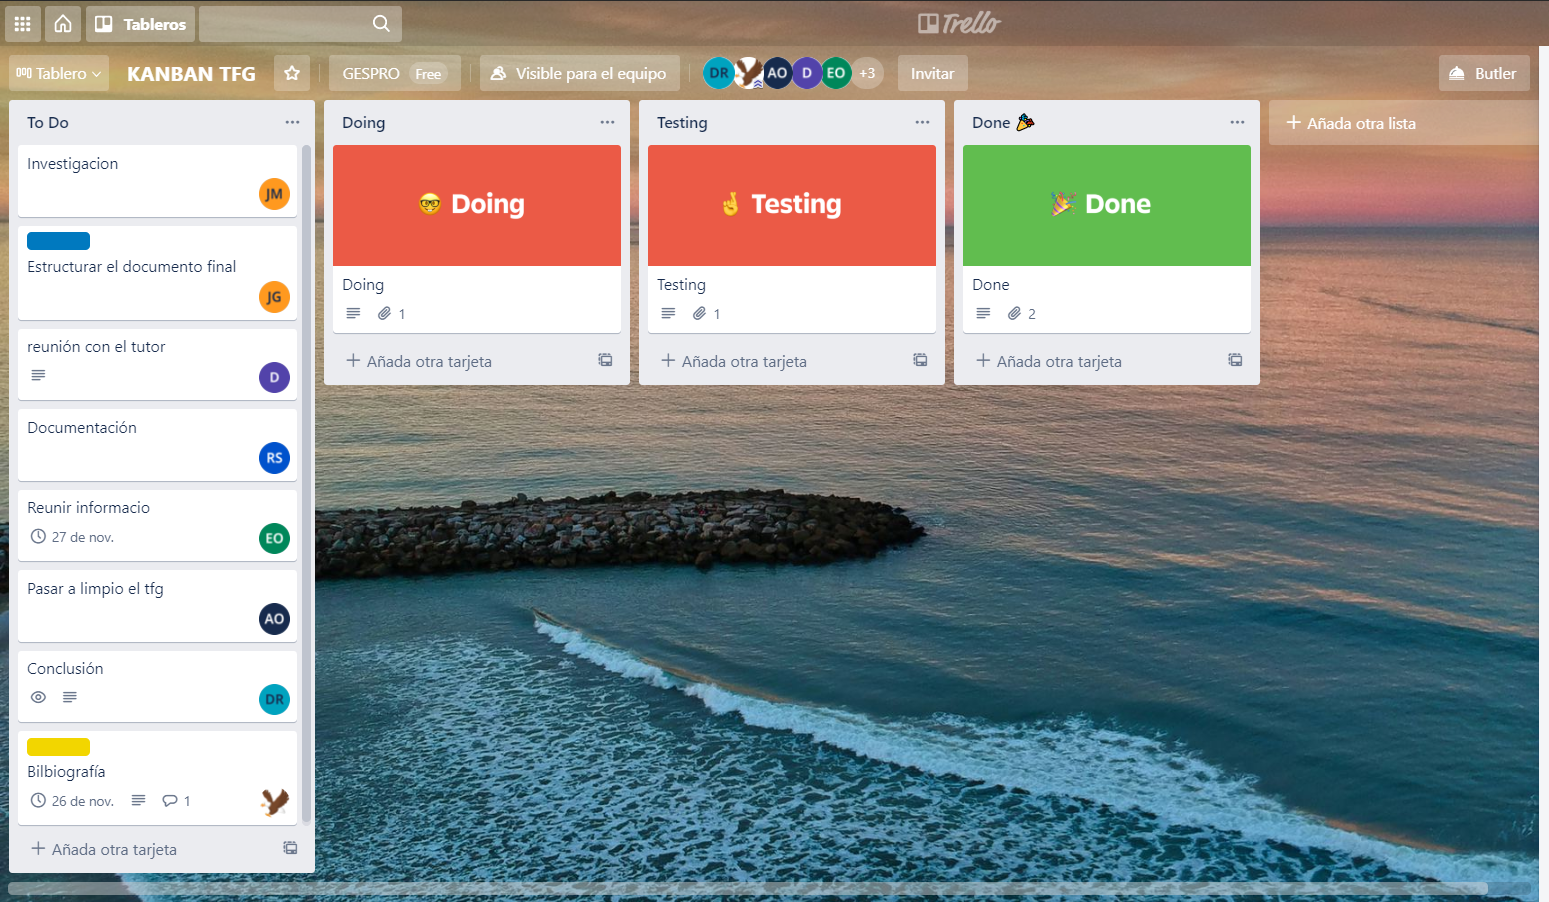 Tableros
Trello
Tablero
KANBAN TFG
GESPRO Free
Visible para el equipo
DR
AO
D
EO
+3
Invitar
Butler
To Do
Investigacion
JM
Estructurar el documento final
JG
reunión con el tutor
D
Documentación
RS
Reunir informacio
27 de nov.
EO
Pasar a limpio el tfg
AO
Conclusión
DR
Bilbiografía
26 de nov.
1
Añada otra tarjeta
Doing
Doing
Doing
1
Añada otra tarjeta
Testing
Testing
Testing
1
Añada otra tarjeta
Done
Done
Done
2
Añada otra tarjeta
Añada otra lista